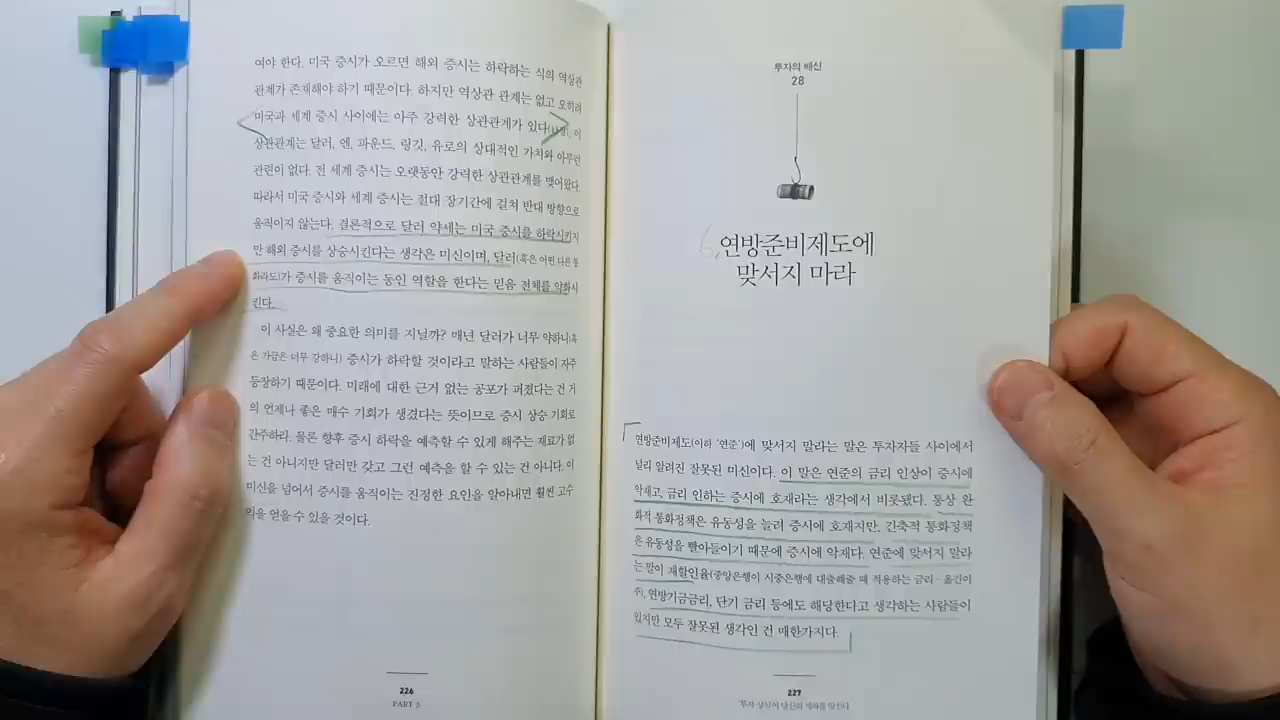 여야 한다. 미국 증시가 오르면 해외 증시는 하락하는 식의 역상관
관계가 존재해야 하기 때문이다. 하지만 역상관 관계는 없고 오히려
미국과 세계 증시 사이에는 아주 강력한 상관관계가 있다 이
상관관계는 달러, 엔, 파운드, 링깃, 유로의 상대적인 가치와 아무런
관련이 없다. 전 세계 증시는 오랫동안 강력한 상관관계를 맺어왔다.
따라서 미국 증시와 세계 증시는 절대 장기간에 걸쳐 반대 방향으로
움직이지 않는다. 결론적으로 달러 약세는 미국 증시를 하락시키지
만 해외 증시를 상승시킨다는 생각은 미신이며, 달러(혹은 어떤 다른 통
화라도)가 증시를 움직이는 동인 역할을 한다는 믿음 전체를 약화시
킨다.
이 사실은 왜 중요한 의미를 지닐까? 매년 달러가 너무 약하니(혹
은 가끔은 너무 강하니) 증시가 하락할 것이라고 말하는 사람들이 자주
등장하기 때문이다. 미래에 대한 근거 없는 공포가 퍼졌다는 건 거
의 언제나 좋은 매수 기회가 생겼다는 뜻이므로 증시 상승 기회로
간주하라. 물론 향후 증시 하락을 예측할 수 있게 해주는 재료가 없
는 건 아니지만 달러만 갖고 그런 예측을 할 수 있는 건 아니다. 이
미신을 넘어서 증시를 움직이는 진정한 요인을 알아내면 훨씬 고수
익을 얻을 수 있을 것이다.
226
PART 3
투자의 배신
28
6. 연방준비제도에
맞서지 마라
연방준비제도(이하 '연준')에 맞서지 말라는 말은 투자자들 사이에서
널리 알려진 잘못된 미신이다. 이 말은 연준의 금리 인상이 증시에
악재고, 금리 인하는 증시에 호재라는 생각에서 비롯됐다. 통상 완
화적 통화정책은 유동성을 늘려 증시에 호재지만, 긴축적 통화정책
은 유동성을 빨아들이기 때문에 증시에 악재다. 연준에 맞서지 말라
는 말이 재할인율(중앙은행이 시중은행에 대출해줄 때 적용하는 금리-옮긴이
주), 연방기금금리, 단기 금리 등에도 해당한다고 생각하는 사람들이
있지만 모두 잘못된 생각인 건 매한가지다.
227
투자 상식이 당신의 계좌를 망친다